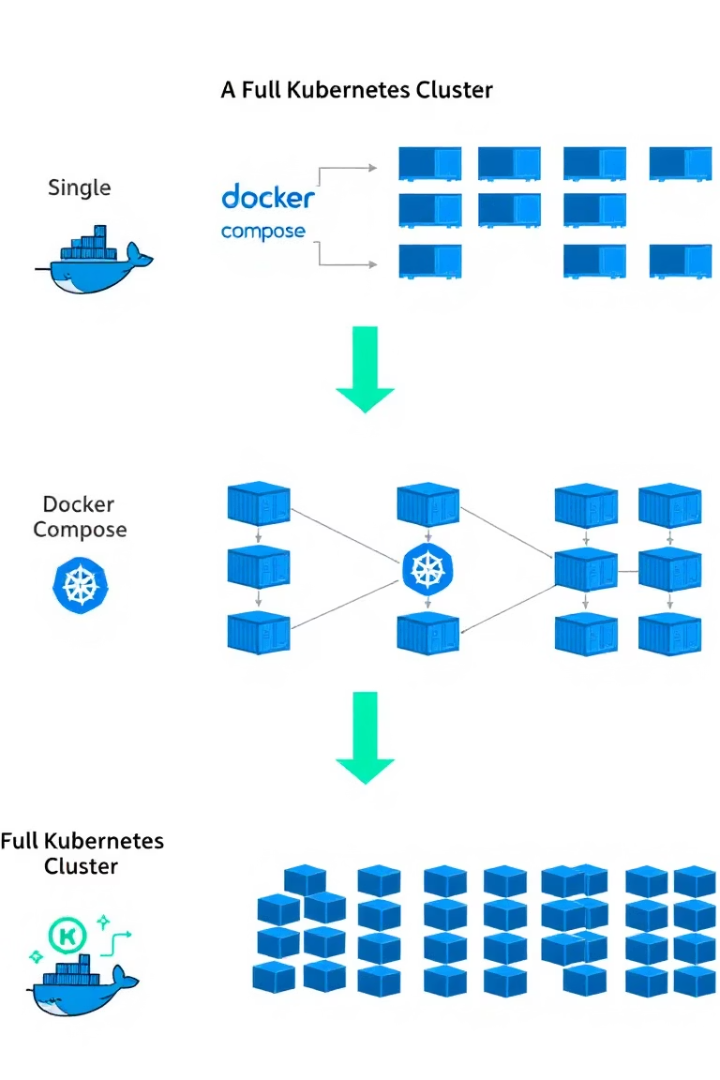 A Full Kubernetes Cluster
Single
docker
compose
Docker
Compose
Full Kubernetes
Cluster
K